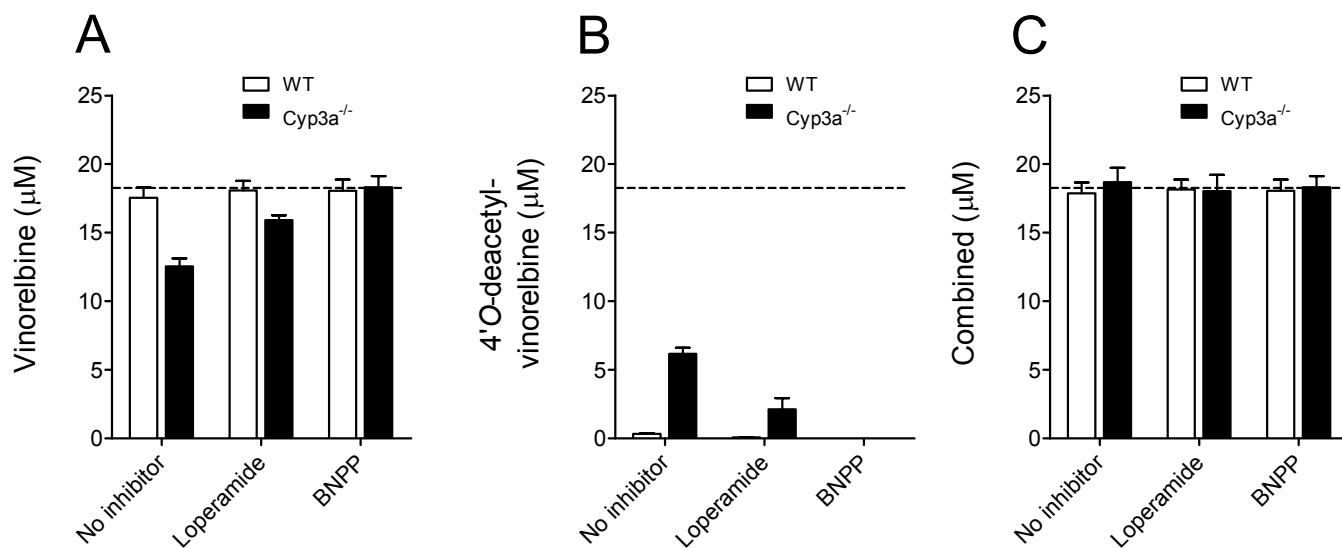 A
WT
Cyp3a-/-
Vinorelbine (μM)
25
20
15
10
5
0
No inhibitor
Loperamide
BNPP
B
WT
Cyp3a-/-
4'O-deacetyl-
vinorelbine (μM)
25
20
15
10
5
0
No inhibitor
Loperamide
BNPP
C
WT
Cyp3a-/-
Combined (μM)
25
20
15
10
5
0
No inhibitor
Loperamide
BNPP